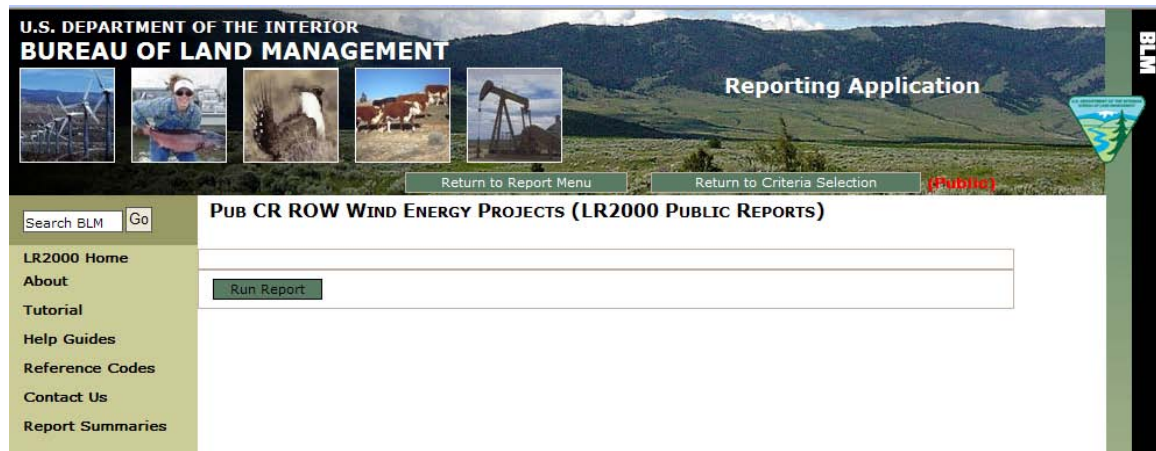 U.S. DEPARTMENT OF THE INTERIOR
BUREAU OF LAND MANAGEMENT
Reporting Application
BLM
Return to Report Menu
Return to Criteria Selection
(Public)
Search BLM
Go
PUB CR ROW WIND ENERGY PROJECTS (LR2000 PUBLIC REPORTS)
LR2000 Home
About
Run Report
Tutorial
Help Guides
Reference Codes
Contact Us
Report Summaries